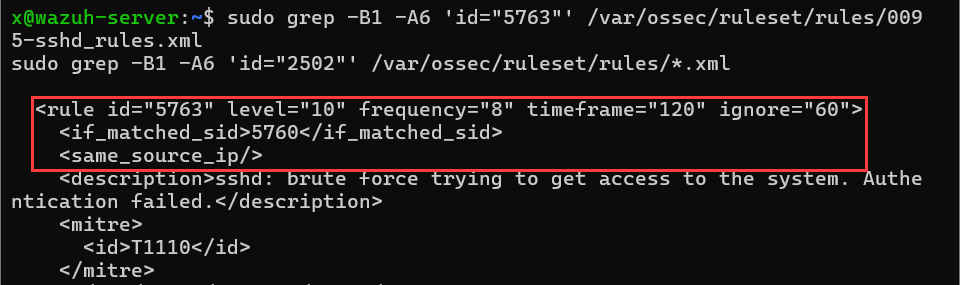 x@wazuh-server:~$ sudo grep -B1 -A6 'id="5763"' /var/ossec/ruleset/rules/009
5-sshd_rules.xml
sudo grep -B1 -A6 'id="2502"' /var/ossec/ruleset/rules/*.xml
<rule id="5763" level="10" frequency="8" timeframe="120" ignore="60">
<if_matched_sid>5760</if_matched_sid>
<same_source_ip/>
<description>sshd: brute force trying to get access to the system. Authe
ntication failed.</description>
<mitre>
<id>T1110</id>
</mitre>